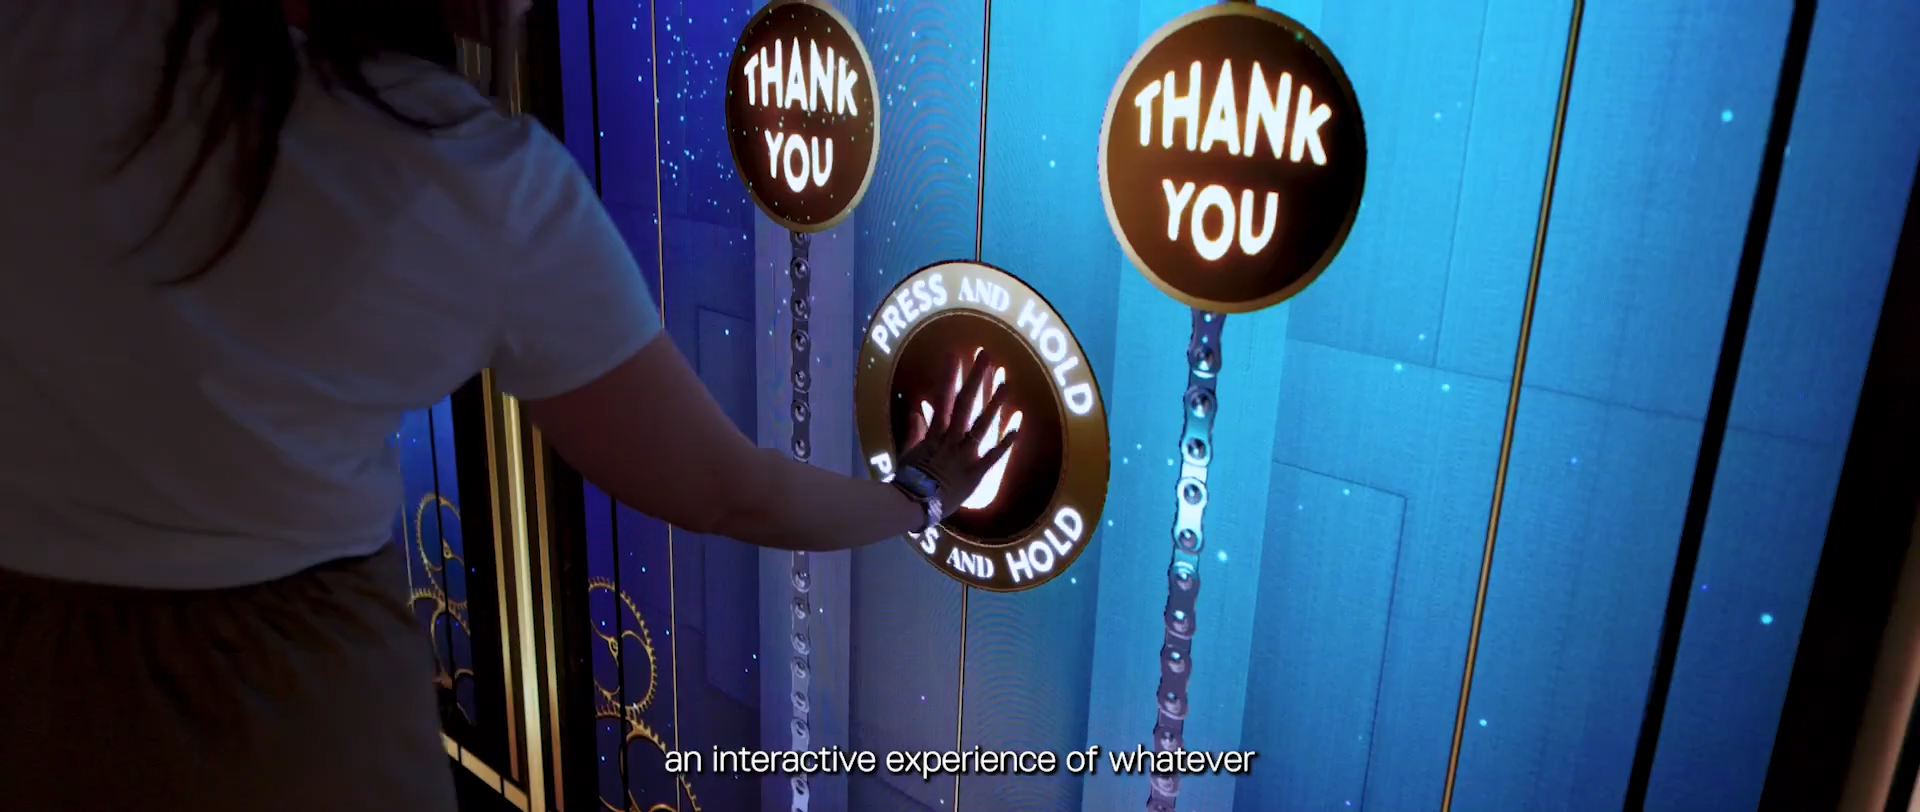 THANK
YOU
THANK
YOU
PRESS AND HOLD
AND HOLD
an interactive experience of whatever